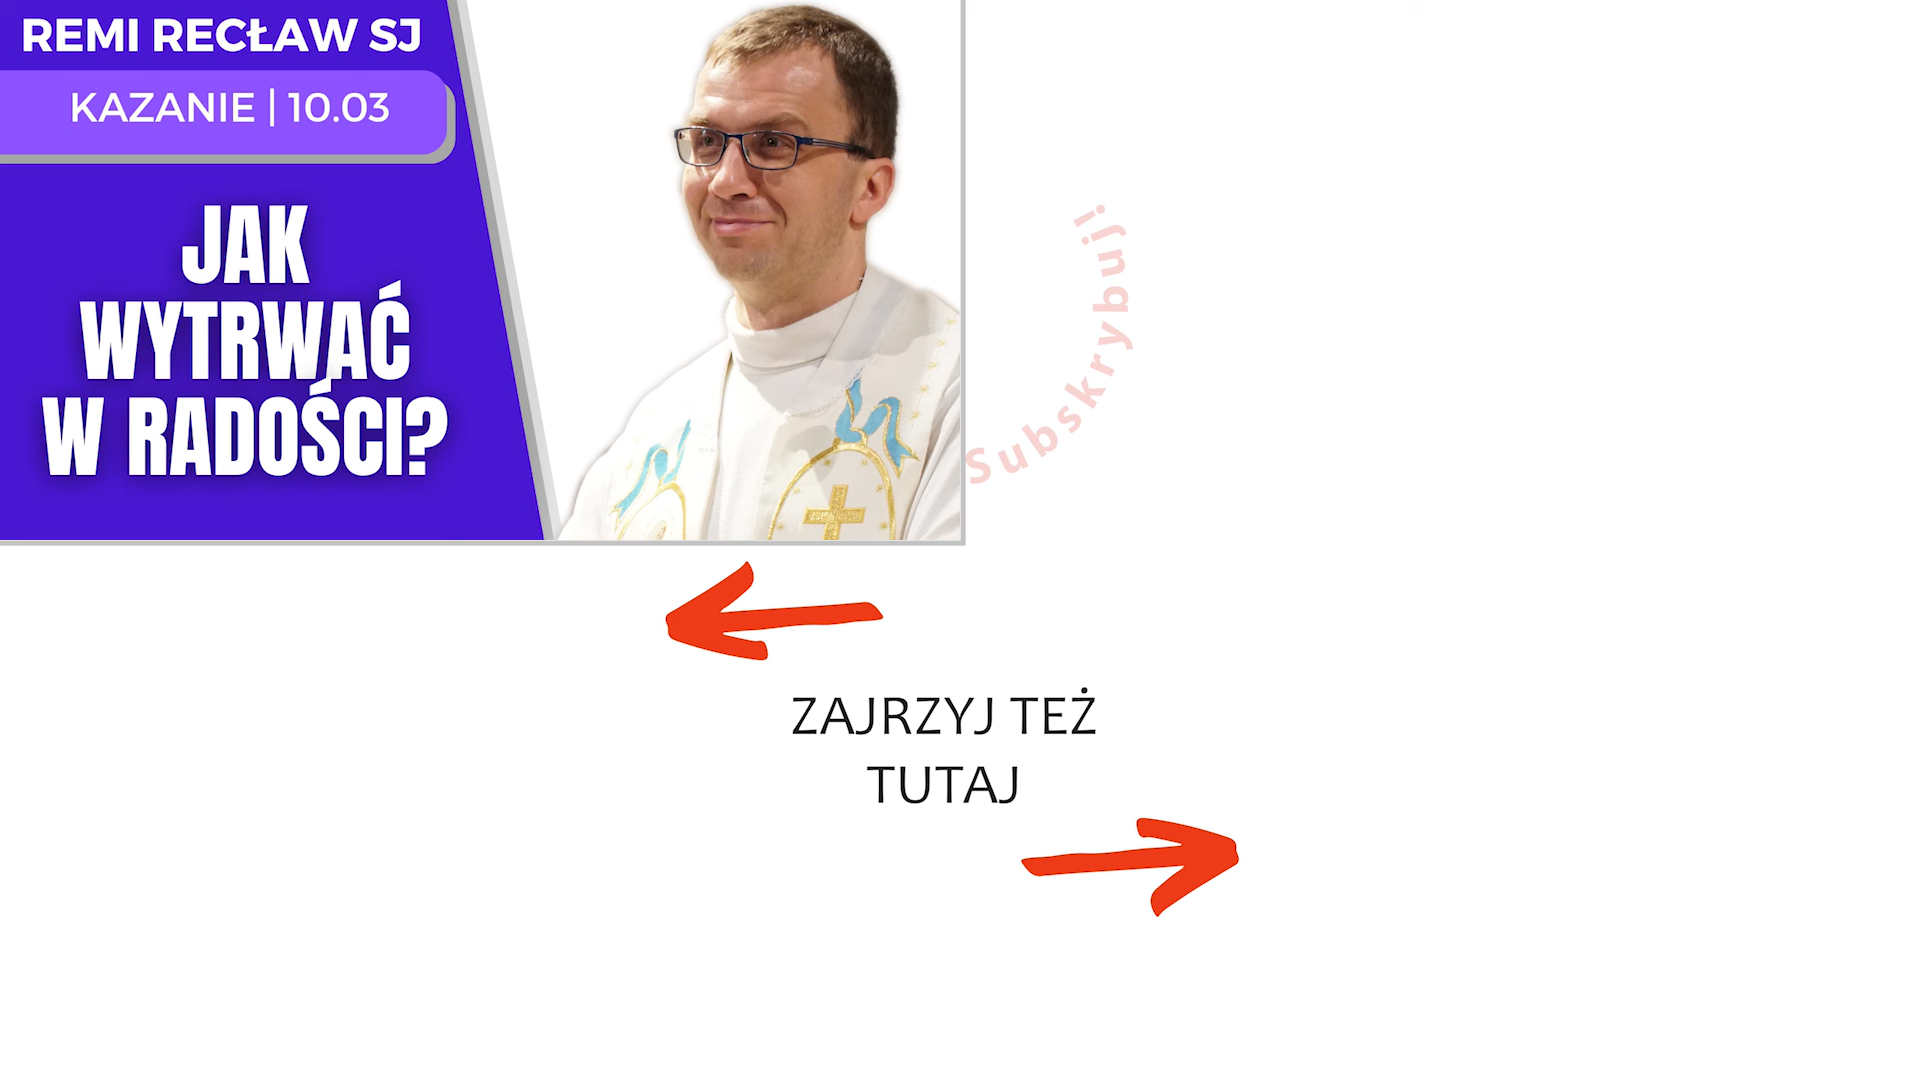 REMI RECŁAW SJ
KAZANIE | 10.03
JAK
WYTRWAĆ
W RADOŚCI?
Subskrybuj!
ZAJRZYJ TEŻ
TUTAJ